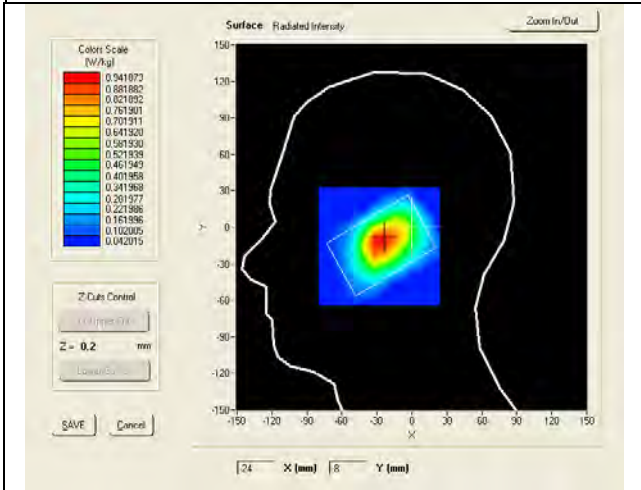 Surface Radiated Intensity
Zoom In/Out
Colors Scale
(W/kg)
0.941873
0.881882
0.821892
0.761901
0.701911
0.641920
0.581930
0.521939
0.461949
0.401958
0.341968
0.281977
0.221986
0.161996
0.102005
0.042015
150
120
90
60
30
0
-30
-60
-90
-120
-150
Y
-150 -120 -90 -60 -30 0 30 60 90 120 150
X
Z Cuts Control
Z = 0.2 mm
SAVE
Cancel
24 X (mm) 8 Y (mm)